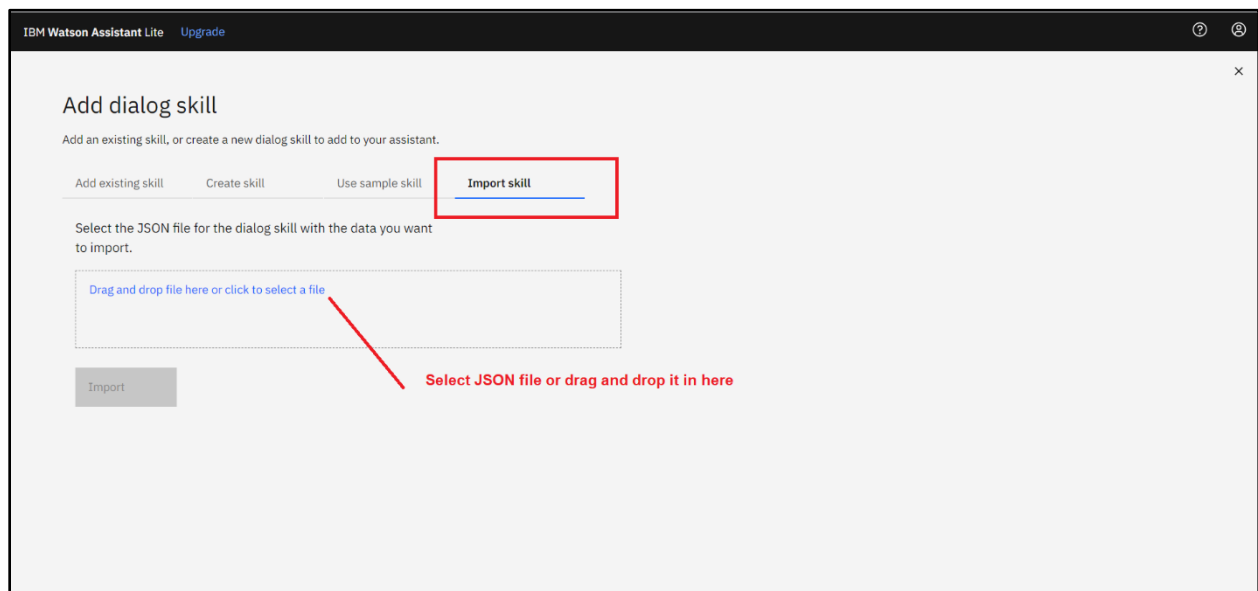 IBM Watson Assistant Lite Upgrade
Add dialog skill
Add an existing skill, or create a new dialog skill to add to your assistant.
Add existing skill Create skill Use sample skill Import skill
Select the JSON file for the dialog skill with the data you want
to import.
Drag and drop file here or click to select a file
Select JSON file or drag and drop it in here
Import